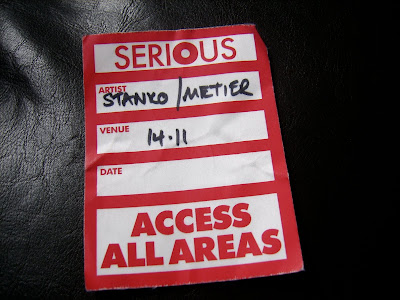 SERIOUS
ARTIST
STANKO/METIER
VENUE
14.11
DATE
ACCESS
ALL AREAS